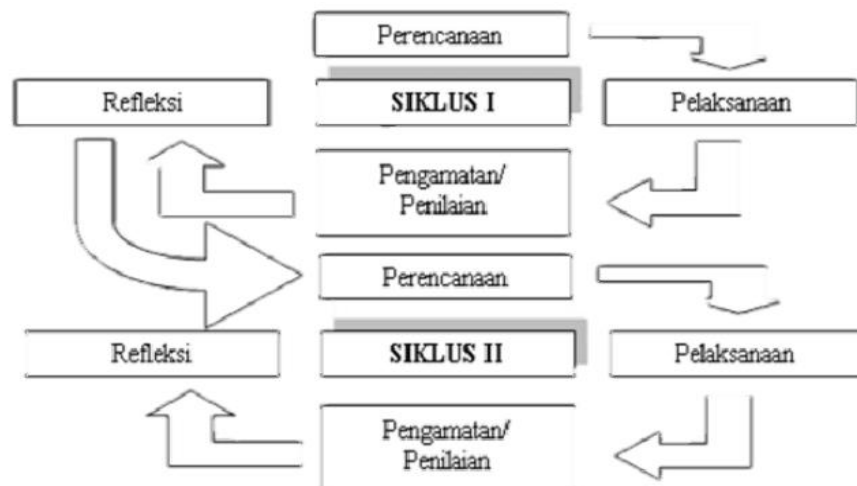 Perencanaan
Refleksi
SIKLUS I
Pelaksanaan
Pengamatan/
Penilaian
Perencanaan
Refleksi
SIKLUS II
Pelaksanaan
Pengamatan/
Penilaian